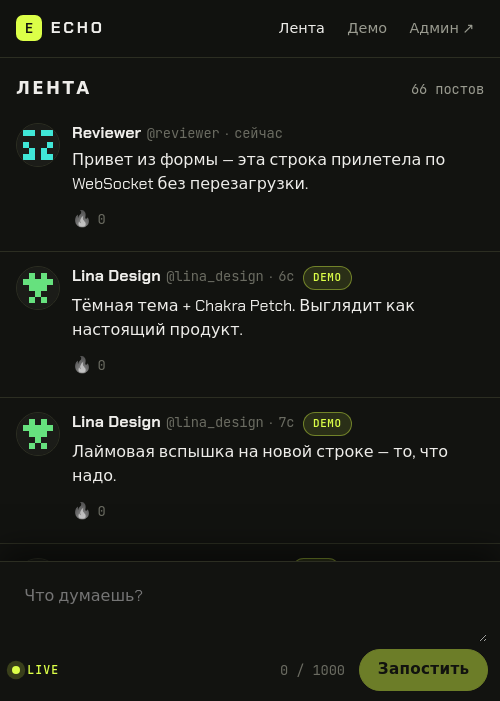 E ECHO Лента Демо Админ ↗
ЛЕНТА 66 постов
Reviewer @reviewer · сейчас
Привет из формы — эта строка прилетела по
WebSocket без перезагрузки.
🔥 0
Lina Design @lina_design · 6с DEMO
Тёмная тема + Chakra Petch. Выглядит как
настоящий продукт.
🔥 0
Lina Design @lina_design · 7с DEMO
Лаймовая вспышка на новой строке — то, что
надо.
🔥 0
Что думаешь?
LIVE 0 / 1000 Запостить